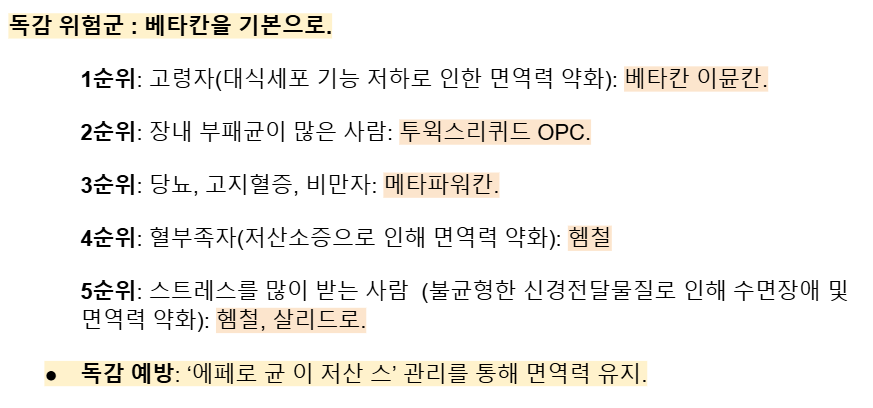 독감 위험군 : 베타칸을 기본으로.
1순위: 고령자(대식세포 기능 저하로 인한 면역력 약화): 베타칸 이뮨칸.
2순위: 장내 부패균이 많은 사람: 투윅스리퀴드 OPC.
3순위: 당뇨, 고지혈증, 비만자: 메타파워칸.
4순위: 혈부족자(저산소증으로 인해 면역력 약화): 헴철
5순위: 스트레스를 많이 받는 사람  (불균형한 신경전달물질로 인해 수면장애 및
면역력 약화): 헴철, 살리드로.
● 독감 예방: ‘에페로 균 이 저산 스’ 관리를 통해 면역력 유지.